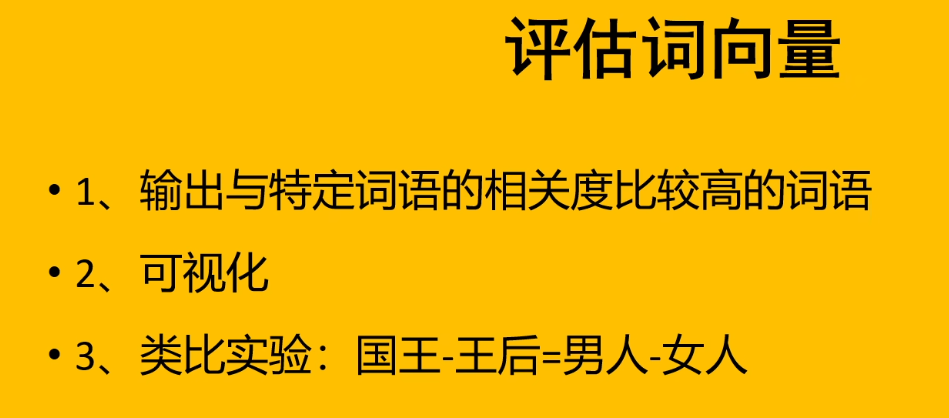 评估词向量
• 1、输出与特定词语的相关度比较高的词语
• 2、可视化
• 3、类比实验：国王-王后=男人-女人